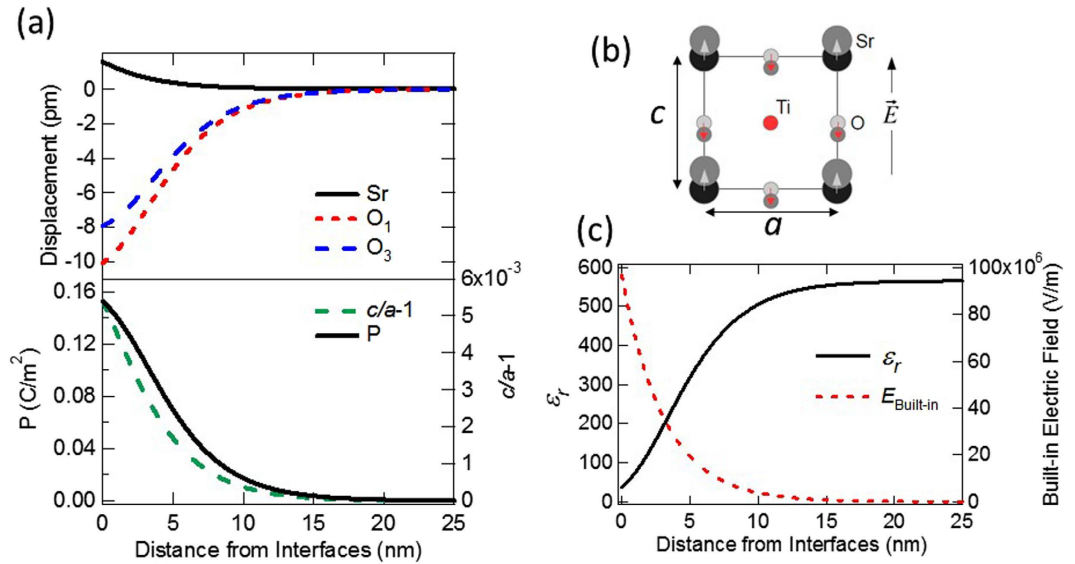 (a)
Displacement (pm)
0
-2
-4
-6
-8
-10
Sr
O₁
O₃
P (C/m²)
0.16
0.12
0.08
0.04
0.00
6x10⁻³
5
4
3
2
1
0
c/a-1
c/a-1
P
0 5 10 15 20 25
Distance from Interfaces (nm)
(b)
Sr
c
Ti
O
E⃗
a
(c)
εr
600
500
400
300
200
100
0
100x10⁶
80
60
40
20
0
Built-in Electric Field (V/m)
εr
EBuilt-in
0 5 10 15 20 25
Distance from Interfaces (nm)